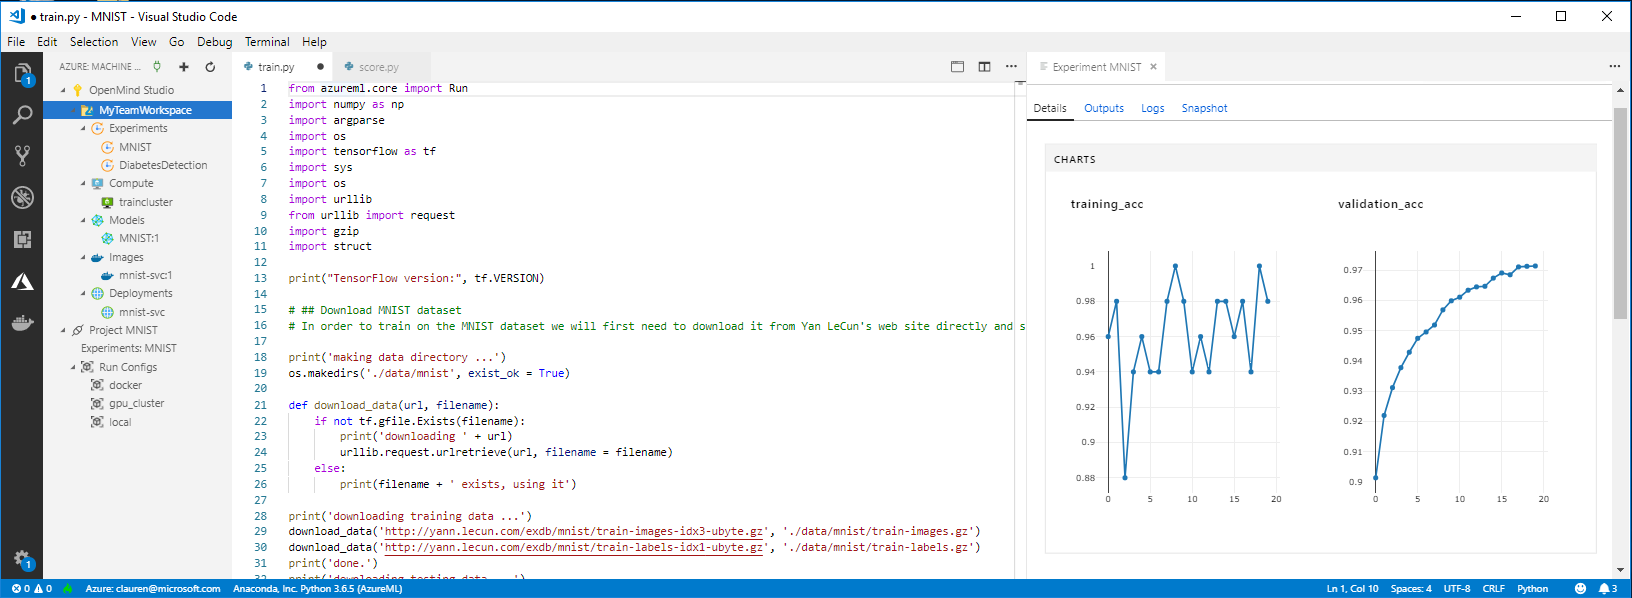 ● train.py - MNIST - Visual Studio Code
File Edit Selection View Go Debug Terminal Help
AZURE: MACHINE ...
OpenMind Studio
MyTeamWorkspace
Experiments
MNIST
DiabetesDetection
Compute
traincluster
Models
MNIST:1
Images
mnist-svc:1
Deployments
mnist-svc
Project MNIST
Experiments: MNIST
Run Configs
docker
gpu_cluster
local
1
1
train.py ● score.py
1 from azureml.core import Run
2 import numpy as np
3 import argparse
4 import os
5 import tensorflow as tf
6 import sys
7 import os
8 import urllib
9 from urllib import request
10 import gzip
11 import struct
12
13 print("TensorFlow version:", tf.VERSION)
14
15 # ## Download MNIST dataset
16 # In order to train on the MNIST dataset we will first need to download it from Yan LeCun's web site directly and s
17
18 print('making data directory ...')
19 os.makedirs('./data/mnist', exist_ok = True)
20
21 def download_data(url, filename):
22 if not tf.gfile.Exists(filename):
23 print('downloading ' + url)
24 urllib.request.urlretrieve(url, filename = filename)
25 else:
26 print(filename + ' exists, using it')
27
28 print('downloading training data ...')
29 download_data('http://yann.lecun.com/exdb/mnist/train-images-idx3-ubyte.gz', './data/mnist/train-images.gz')
30 download_data('http://yann.lecun.com/exdb/mnist/train-labels-idx1-ubyte.gz', './data/mnist/train-labels.gz')
31 print('done.')
32 print('downloading testing data ...')
Experiment MNIST ×
Details Outputs Logs Snapshot
CHARTS
training_acc
1
0.98
0.96
0.94
0.92
0.9
0.88
0 5 10 15 20
validation_acc
0.97
0.96
0.95
0.94
0.93
0.92
0.91
0.9
0 5 10 15 20
0 0 Azure: clauren@microsoft.com Anaconda, Inc. Python 3.6.5 (AzureML) Ln 1, Col 10 Spaces: 4 UTF-8 CRLF Python 3